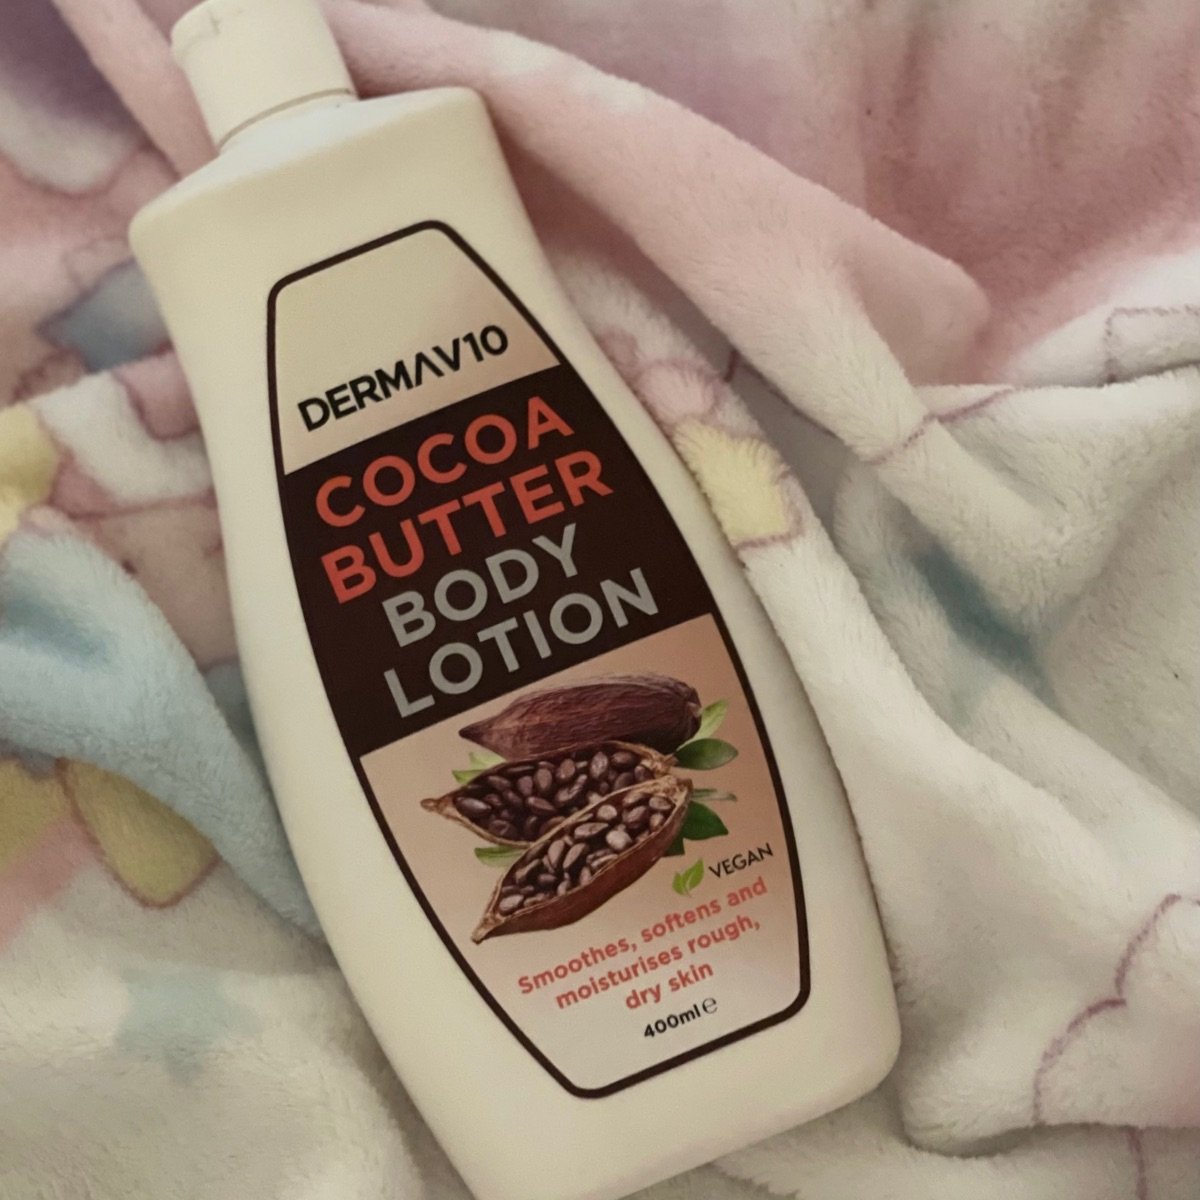 DERMAV10
COCOA
BUTTER
BODY
LOTION
VEGAN
Smoothes, softens and
moisturises rough,
dry skin
400ml℮